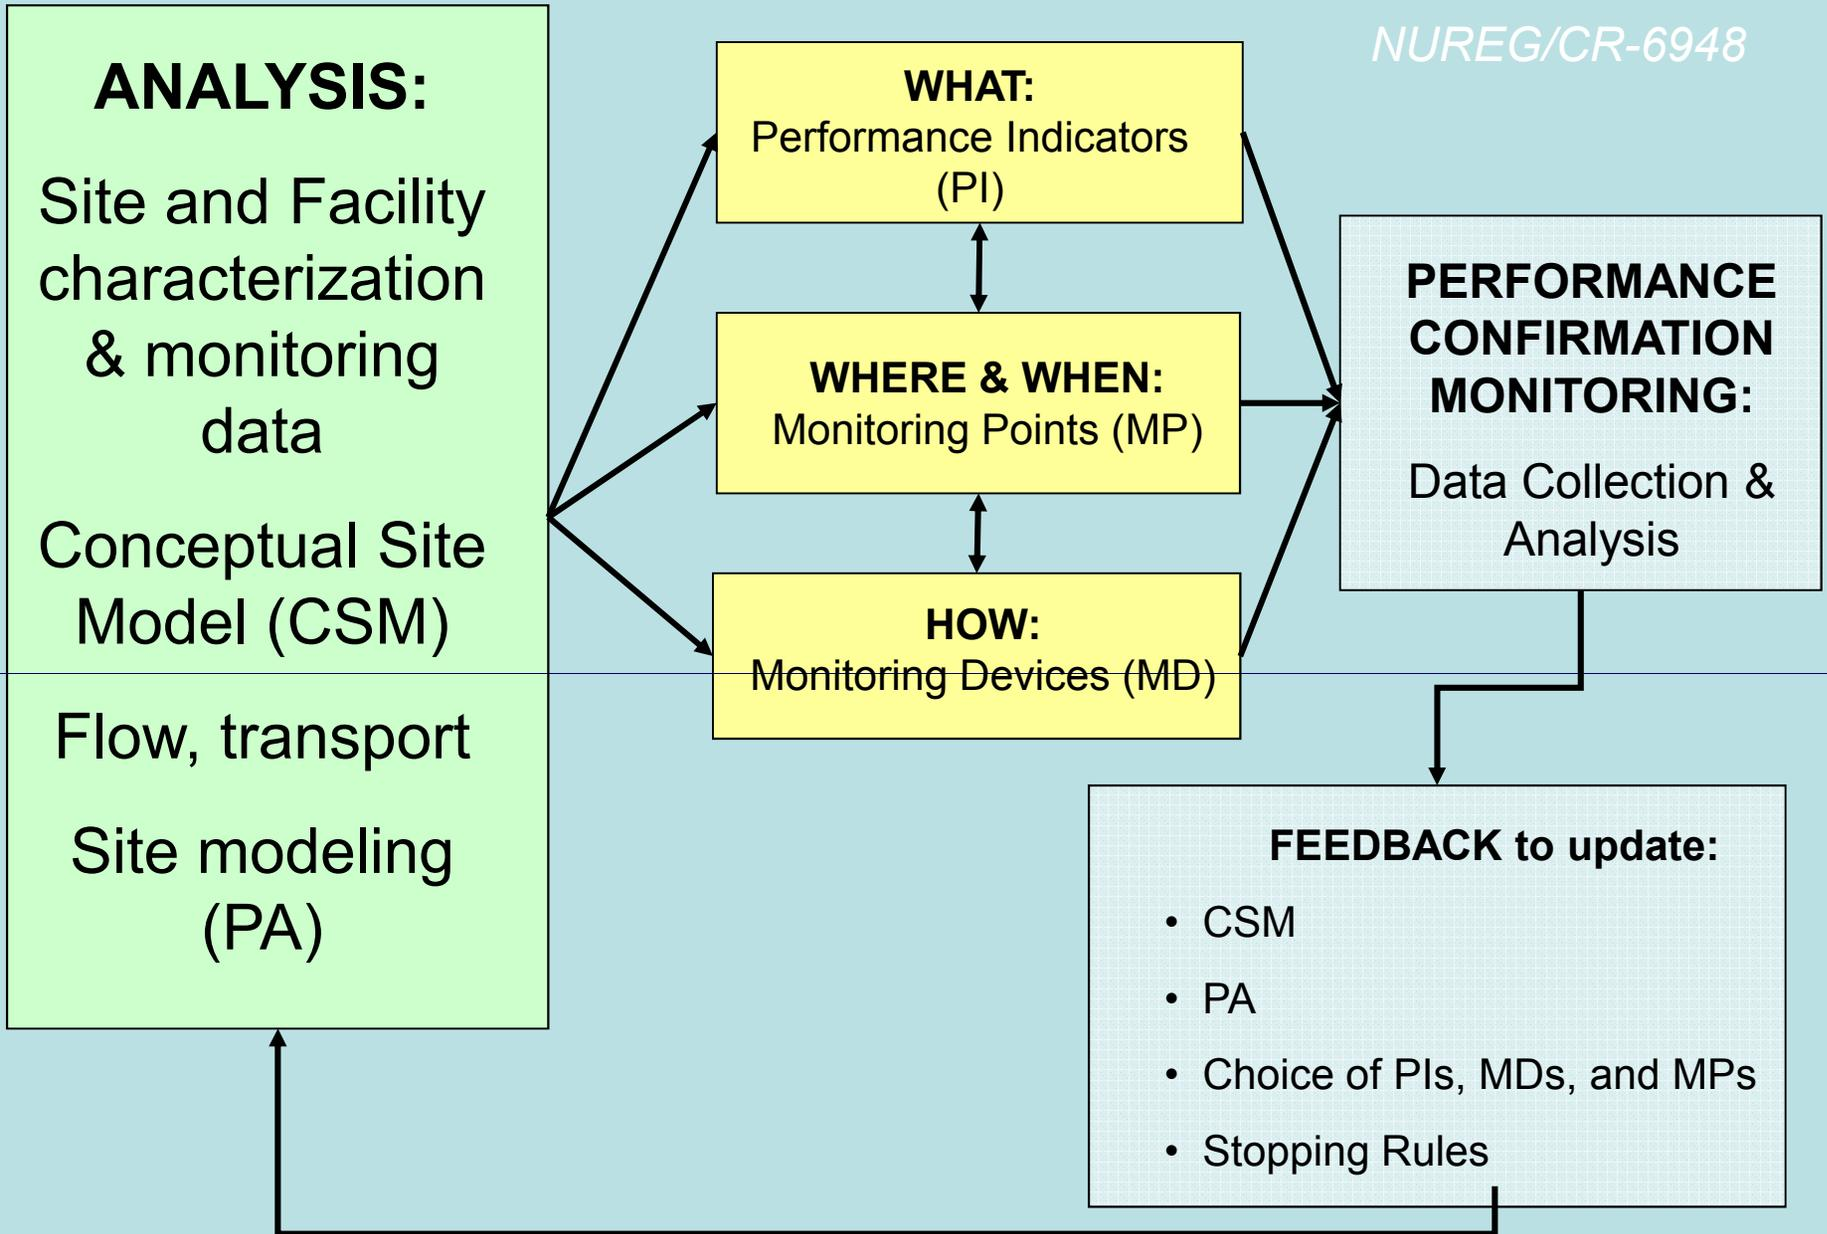 NUREG/CR-6948
ANALYSIS:
Site and Facility
characterization
& monitoring
data
Conceptual Site
Model (CSM)
Flow, transport
Site modeling
(PA)
WHAT:
Performance Indicators
(PI)
WHERE & WHEN:
Monitoring Points (MP)
HOW:
Monitoring Devices (MD)
PERFORMANCE
CONFIRMATION
MONITORING:
Data Collection &
Analysis
FEEDBACK to update:
• CSM
• PA
• Choice of PIs, MDs, and MPs
• Stopping Rules